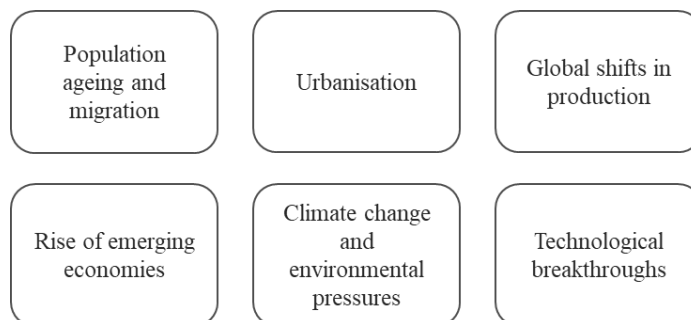 Population
ageing and
migration
Urbanisation
Global shifts in
production
Rise of emerging
economies
Climate change
and
environmental
pressures
Technological
breakthroughs